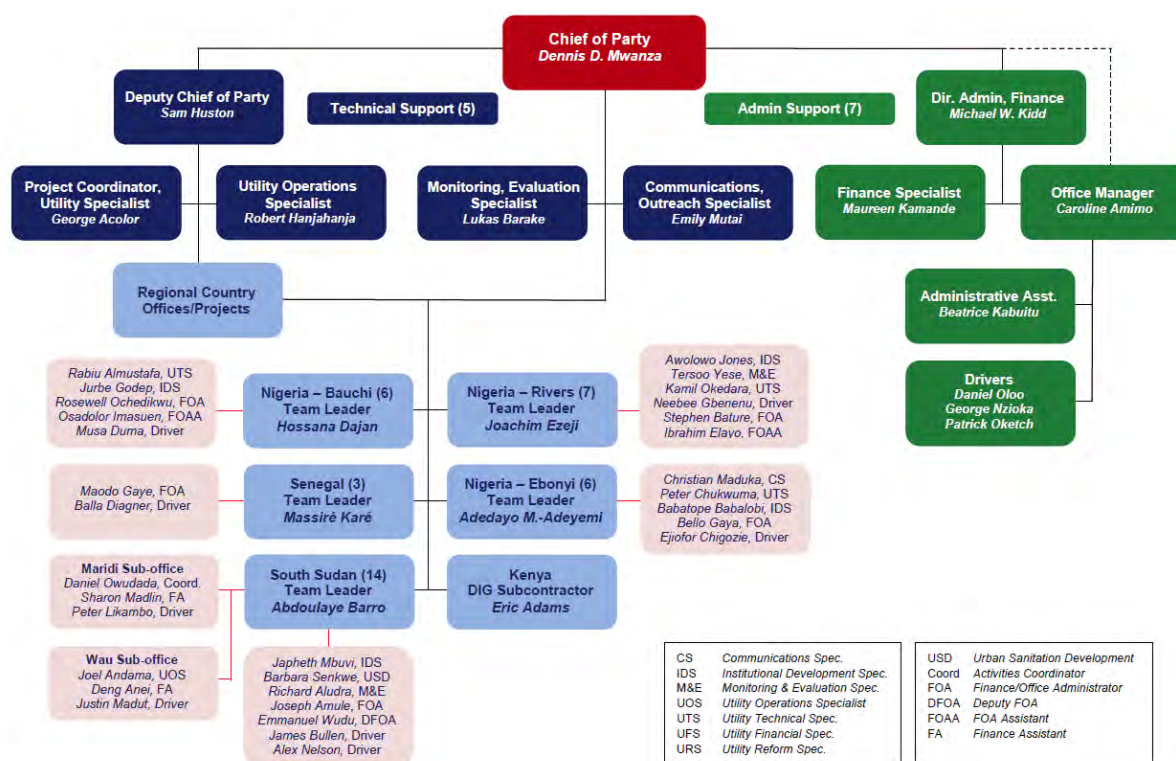 Chief of Party
Dennis D. Mwanza
Deputy Chief of Party
Sam Huston
Technical Support (5)
Admin Support (7)
Dir. Admin, Finance
Michael W. Kidd
Project Coordinator,
Utility Specialist
George Acolor
Utility Operations
Specialist
Robert Hanjahanja
Monitoring, Evaluation
Specialist
Lukas Barake
Communications,
Outreach Specialist
Emily Mutai
Finance Specialist
Maureen Kamande
Office Manager
Caroline Amimo
Regional Country
Offices/Projects
Administrative Asst.
Beatrice Kabuitu
Drivers
Daniel Oloo
George Nzioka
Patrick Oketch
Rabiu Almustafa, UTS
Jurbe Godep, IDS
Rosewell Ochedikwu, FOA
Osadolor Imasuen, FOAA
Musa Duma, Driver
Nigeria – Bauchi (6)
Team Leader
Hossana Dajan
Nigeria – Rivers (7)
Team Leader
Joachim Ezeji
Awolowo Jones, IDS
Tersoo Yese, M&E
Kamil Okedara, UTS
Neebee Gbenenu, Driver
Stephen Bature, FOA
Ibrahim Elayo, FOAA
Maodo Gaye, FOA
Balla Diagner, Driver
Senegal (3)
Team Leader
Massirè Karé
Nigeria – Ebonyi (6)
Team Leader
Adedayo M.-Adeyemi
Christian Maduka, CS
Peter Chukwuma, UTS
Babatope Babalobi, IDS
Bello Gaya, FOA
Ejiofor Chigozie, Driver
Maridi Sub-office
Daniel Owudada, Coord.
Sharon Madlin, FA
Peter Likambo, Driver
South Sudan (14)
Team Leader
Abdoulaye Barro
Kenya
DIG Subcontractor
Eric Adams
Wau Sub-office
Joel Andama, UOS
Deng Anei, FA
Justin Madut, Driver
Japheth Mbuvi, IDS
Barbara Senkwe, USD
Richard Aludra, M&E
Joseph Amule, FOA
Emmanuel Wudu, DFOA
James Bullen, Driver
Alex Nelson, Driver
CS Communications Spec.
IDS Institutional Development Spec.
M&E Monitoring & Evaluation Spec.
UOS Utility Operations Specialist
UTS Utility Technical Spec.
UFS Utility Financial Spec.
URS Utility Reform Spec.
USD Urban Sanitation Development
Coord Activities Coordinator
FOA Finance/Office Administrator
DFOA Deputy FOA
FOAA FOA Assistant
FA Finance Assistant